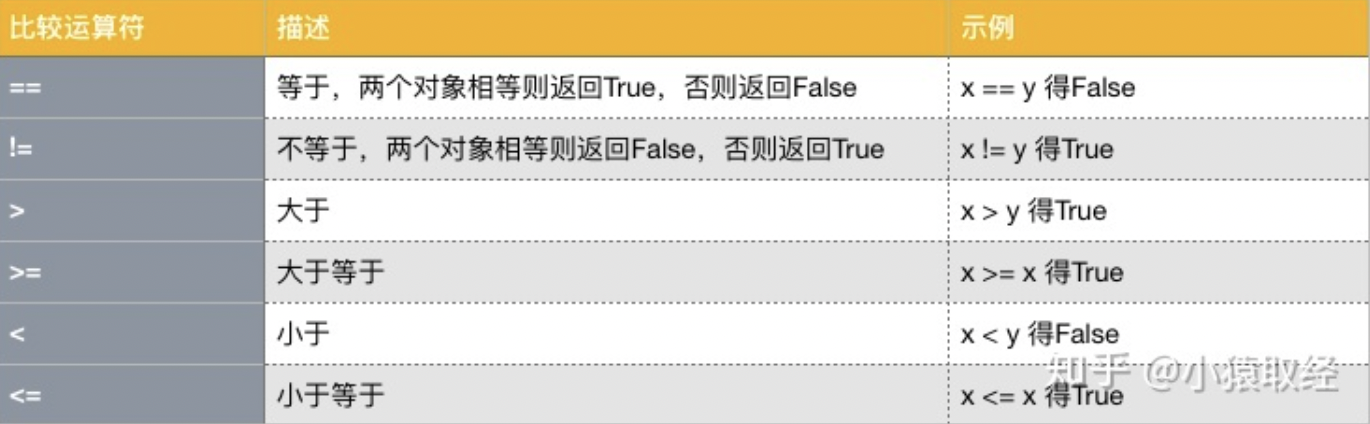 比较运算符 描述 示例
== 等于，两个对象相等则返回True，否则返回False x == y 得False
!= 不等于，两个对象相等则返回False，否则返回True x != y 得True
> 大于 x > y 得True
>= 大于等于 x >= x 得True
< 小于 x < y 得False
<= 小于等于 x <= x 得True
知乎 @小猿取经